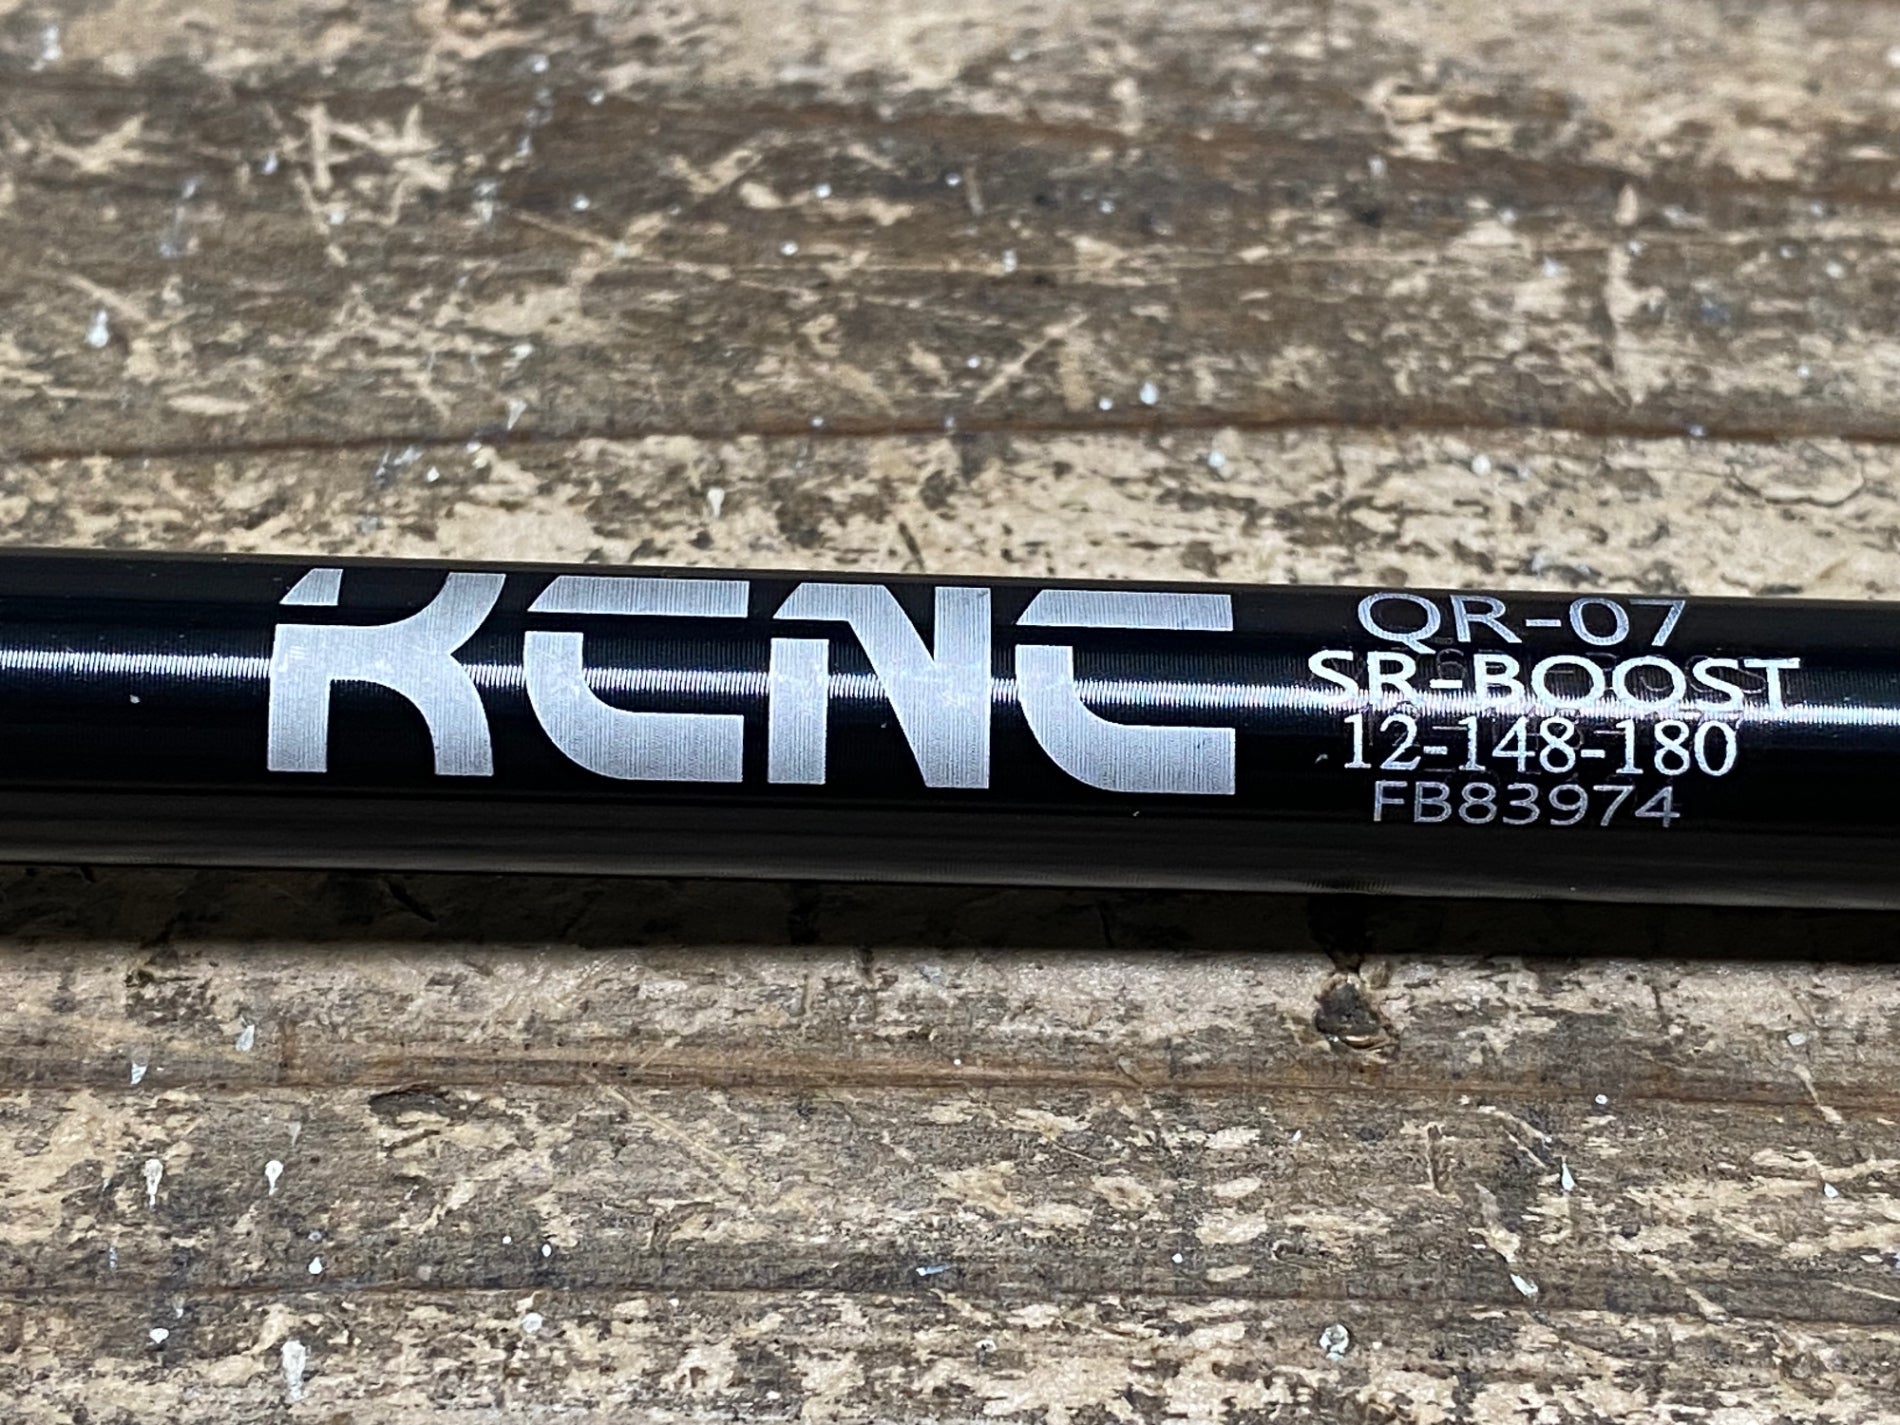 KCNC
QR-07
SR-BOOST
12-148-180
FB83974